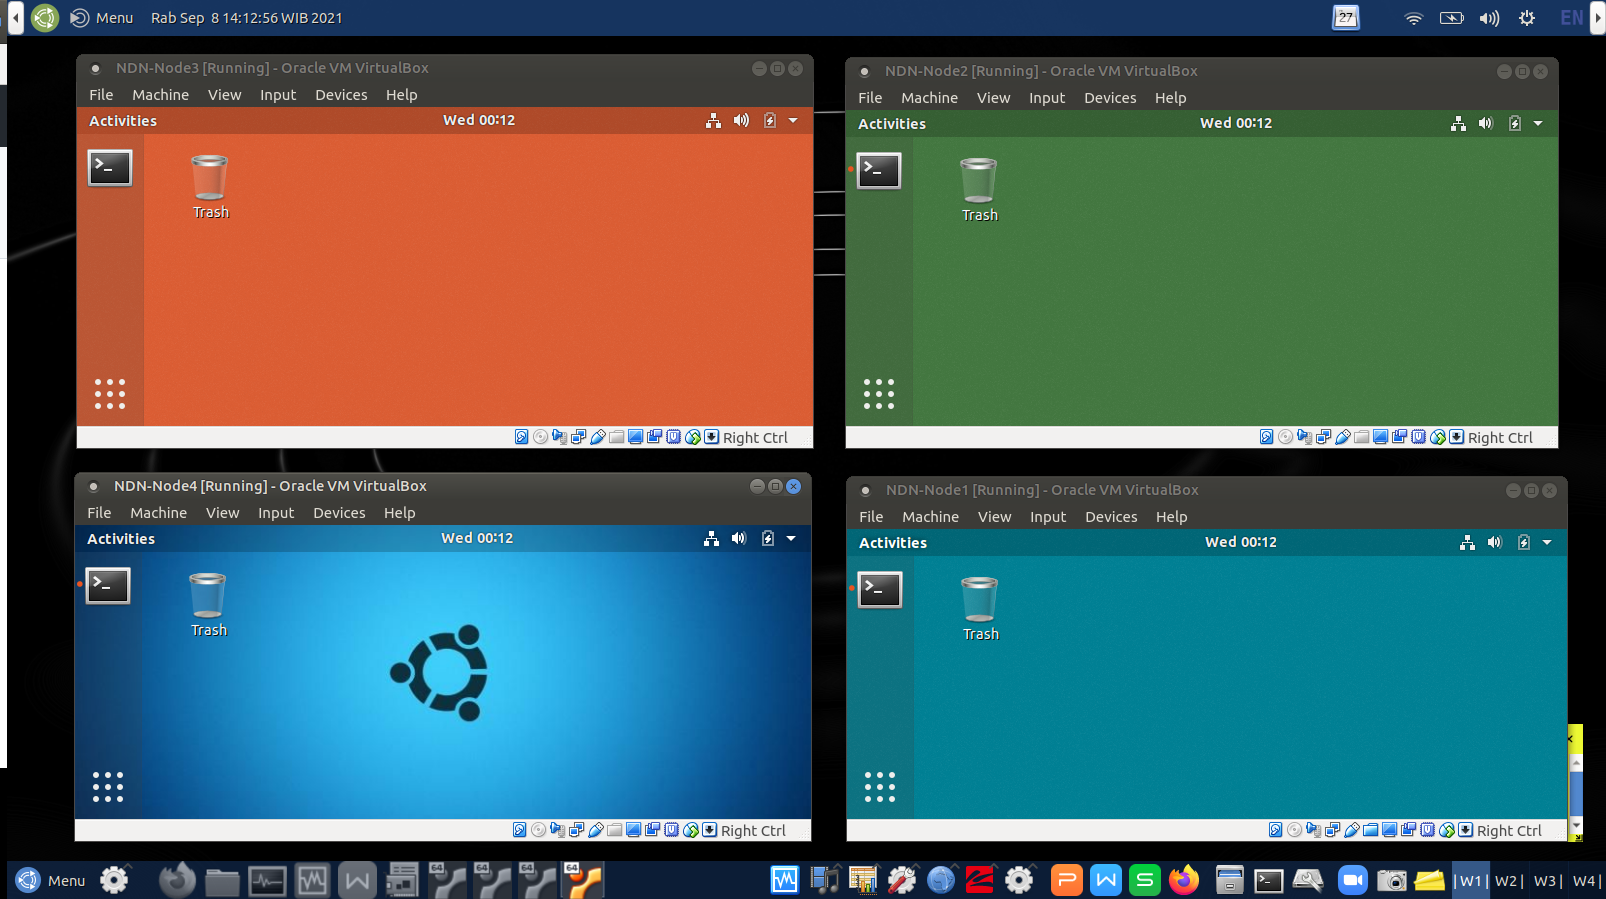 Menu Rab Sep 8 14:12:56 WIB 2021 27 EN
NDN-Node3 [Running] - Oracle VM VirtualBox
File Machine View Input Devices Help
Activities Wed 00:12
Trash
Right Ctrl
NDN-Node2 [Running] - Oracle VM VirtualBox
File Machine View Input Devices Help
Activities Wed 00:12
Trash
Right Ctrl
NDN-Node4 [Running] - Oracle VM VirtualBox
File Machine View Input Devices Help
Activities Wed 00:12
Trash
Right Ctrl
NDN-Node1 [Running] - Oracle VM VirtualBox
File Machine View Input Devices Help
Activities Wed 00:12
Trash
Right Ctrl
Menu 64 64 64 64 P W S |W1| W2| W3| W4|